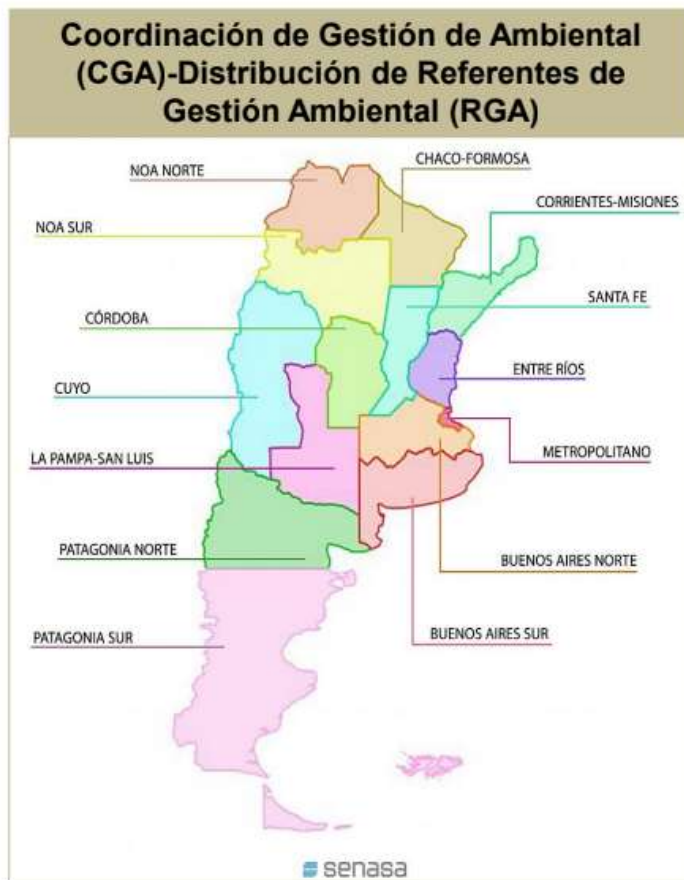 Coordinación de Gestión de Ambiental
(CGA)-Distribución de Referentes de
Gestión Ambiental (RGA)
NOA NORTE
CHACO-FORMOSA
CORRIENTES-MISIONES
NOA SUR
SANTA FE
CÓRDOBA
ENTRE RÍOS
CUYO
METROPOLITANO
LA PAMPA-SAN LUIS
PATAGONIA NORTE
BUENOS AIRES NORTE
PATAGONIA SUR
BUENOS AIRES SUR
senasa